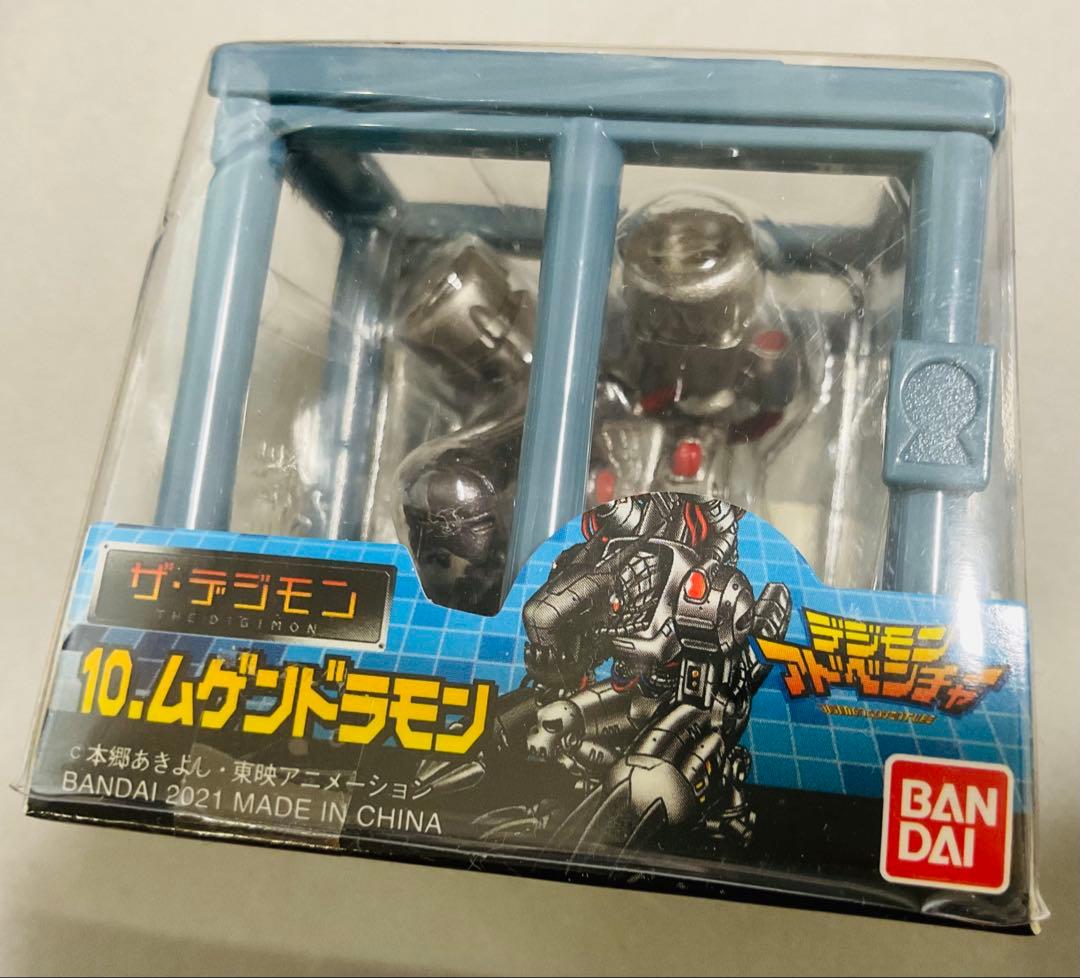 ザ・デジモン
THE DIGIMON
10.ムゲンドラモン
デジモン
アドベンチャー
C本郷あきよし・東映アニメーション
BANDAI 2021 MADE IN CHINA
BAN
DAI